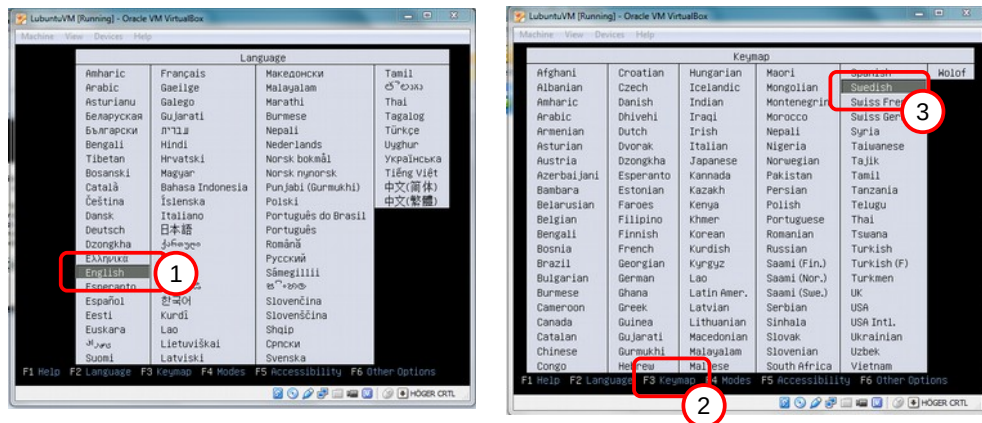 LubuntuVM [Running] - Oracle VM VirtualBox
Machine View Devices Help
Language
Amharic Français Македонски Tamil
Arabic Gaeilge Malayalam
Asturianu Galego Marathi Thai
Беларуская Gujarati Burmese Tagalog
Български עברית Nepali Türkçe
Bengali Hindi Nederlands Uyghur
Tibetan Hrvatski Norsk bokmål Українська
Bosanski Magyar Norsk nynorsk Tiếng Việt
Català Bahasa Indonesia Punjabi (Gurmukhi) 中文(简体)
Čeština Íslenska Polski 中文(繁體)
Dansk Italiano Português do Brasil
Deutsch 日本語 Português
Dzongkha ქართული Română
Ελληνικά Русский
English 1 Sámegillii
Esperanto
Español 한국어 Slovenčina
Eesti Kurdî Slovenščina
Euskara Lao Shqip
Lietuviškai Српски
Suomi Latviski Svenska
F1 Help F2 Language F3 Keymap F4 Modes F5 Accessibility F6 Other Options
HÖGER CRTL
LubuntuVM [Running] - Oracle VM VirtualBox
Machine View Devices Help
Keymap
Afghani Croatian Hungarian Maori Spanish Wolof
Albanian Czech Icelandic Mongolian Swedish
Amharic Danish Indian Montenegrin Swiss French 3
Arabic Dhivehi Iraqi Morocco Swiss
Armenian Dutch Irish Nepali Syria
Asturian Dvorak Italian Nigeria Taiwanese
Austria Dzongkha Japanese Norwegian Tajik
Azerbaijani Esperanto Kannada Pakistan Tamil
Bambara Estonian Kazakh Persian Tanzania
Belarusian Faroes Kenya Polish Telugu
Belgian Filipino Khmer Portuguese Thai
Bengali Finnish Korean Romanian Tswana
Bosnia French Kurdish Russian Turkish
Brazil Georgian Kyrgyz Saami (Fin.) Turkish (F)
Bulgarian German Lao Saami (Nor.) Turkmen
Burmese Ghana Latin Amer. Saami (Swe.) UK
Cameroon Greek Latvian Serbian USA
Canada Guinea Lithuanian Sinhala USA Intl.
Catalan Gujarati Macedonian Slovak Ukrainian
Chinese Gurmukhi Malayalam Slovenian Uzbek
Congo Hebrew Maltese South Africa Vietnam
F1 Help F2 Language F3 Keymap F4 Modes F5 Accessibility F6 Other Options
2
HÖGER CRTL